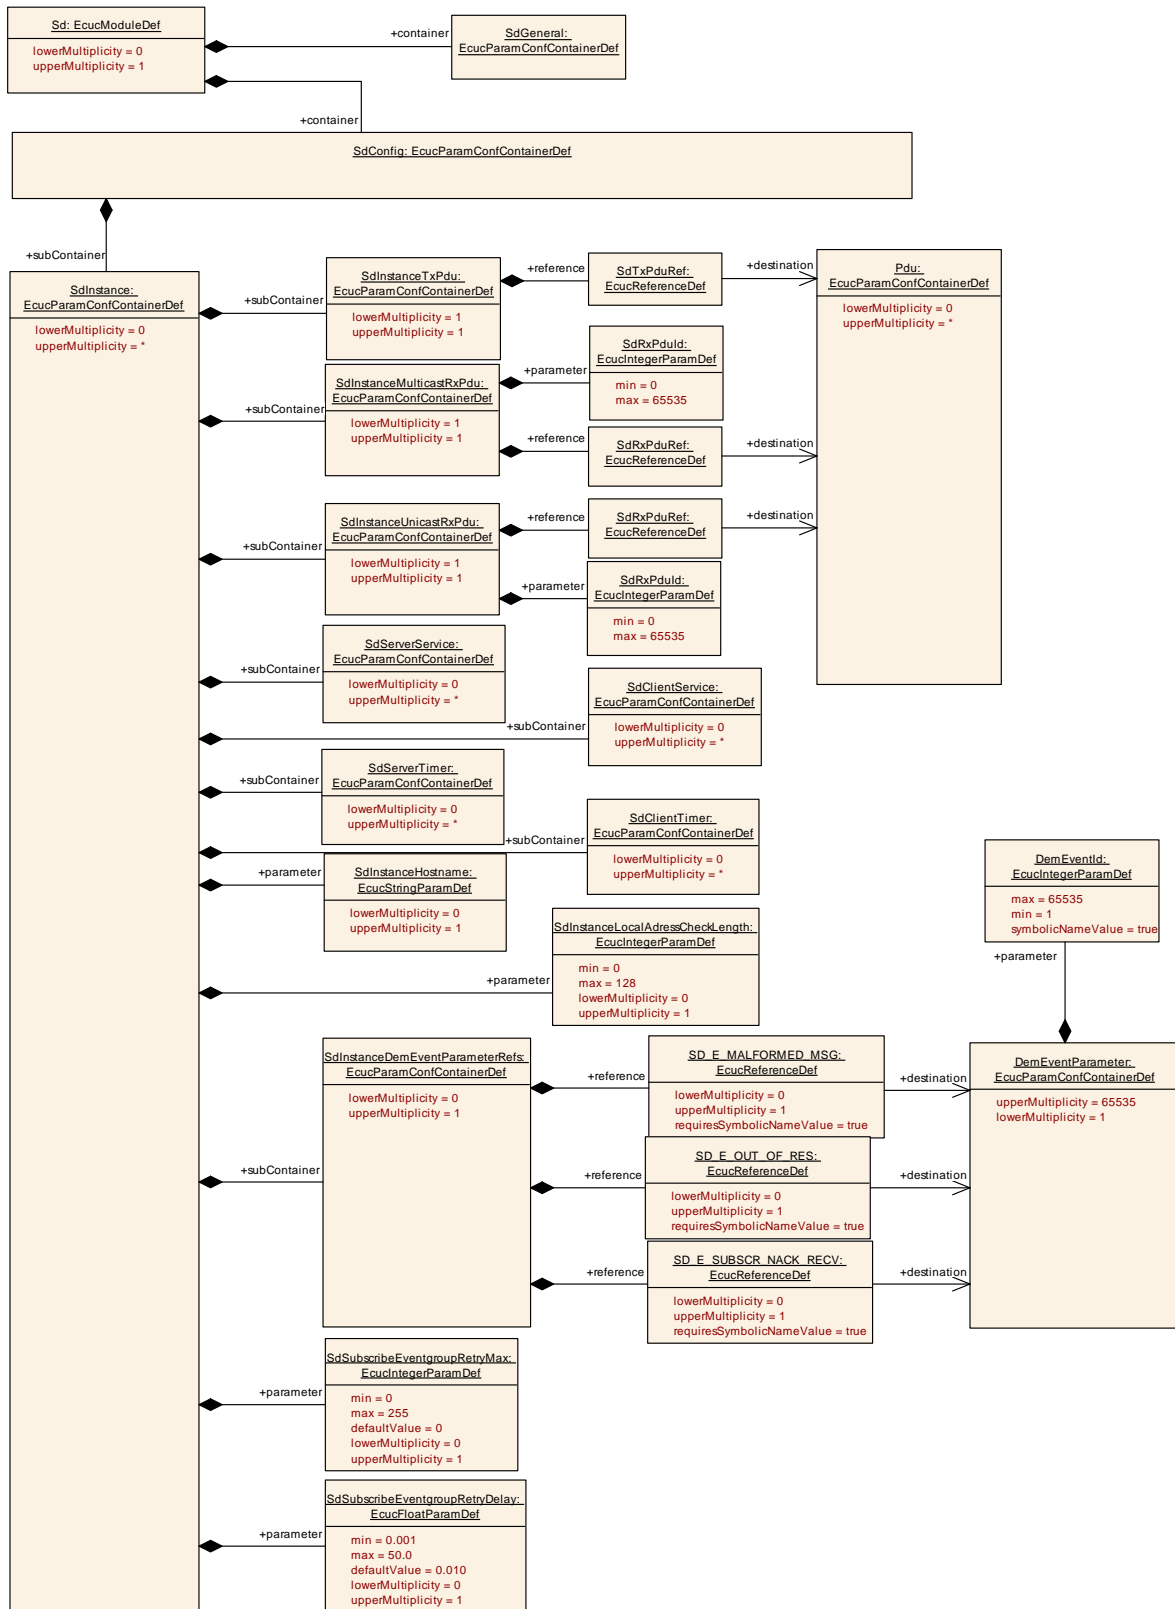 Sd: EcucModuleDef
lowerMultiplicity = 0
upperMultiplicity = 1
+container
SdGeneral:
EcucParamConfContainerDef
+container
SdConfig: EcucParamConfContainerDef
+subContainer
SdInstance:
EcucParamConfContainerDef
lowerMultiplicity = 0
upperMultiplicity = *
+subContainer
SdInstanceTxPdu:
EcucParamConfContainerDef
lowerMultiplicity = 1
upperMultiplicity = 1
+reference
SdTxPduRef:
EcucReferenceDef
+destination
Pdu:
EcucParamConfContainerDef
lowerMultiplicity = 0
upperMultiplicity = *
+subContainer
SdInstanceMulticastRxPdu:
EcucParamConfContainerDef
lowerMultiplicity = 1
upperMultiplicity = 1
+parameter
SdRxPduId:
EcucIntegerParamDef
min = 0
max = 65535
+reference
SdRxPduRef:
EcucReferenceDef
+destination
+subContainer
SdInstanceUnicastRxPdu:
EcucParamConfContainerDef
lowerMultiplicity = 1
upperMultiplicity = 1
+reference
SdRxPduRef:
EcucReferenceDef
+destination
+parameter
SdRxPduId:
EcucIntegerParamDef
min = 0
max = 65535
+subContainer
SdServerService:
EcucParamConfContainerDef
lowerMultiplicity = 0
upperMultiplicity = *
+subContainer
SdClientService:
EcucParamConfContainerDef
lowerMultiplicity = 0
upperMultiplicity = *
+subContainer
SdServerTimer:
EcucParamConfContainerDef
lowerMultiplicity = 0
upperMultiplicity = *
+subContainer
SdClientTimer:
EcucParamConfContainerDef
lowerMultiplicity = 0
upperMultiplicity = *
+parameter
SdInstanceHostname:
EcucStringParamDef
lowerMultiplicity = 0
upperMultiplicity = 1
DemEventId:
EcucIntegerParamDef
max = 65535
min = 1
symbolicNameValue = true
+parameter
+parameter
SdInstanceLocalAdressCheckLength:
EcucIntegerParamDef
min = 0
max = 128
lowerMultiplicity = 0
upperMultiplicity = 1
+subContainer
SdInstanceDemEventParameterRefs:
EcucParamConfContainerDef
lowerMultiplicity = 0
upperMultiplicity = 1
+reference
SD_E_MALFORMED_MSG:
EcucReferenceDef
lowerMultiplicity = 0
upperMultiplicity = 1
requiresSymbolicNameValue = true
+destination
DemEventParameter:
EcucParamConfContainerDef
upperMultiplicity = 65535
lowerMultiplicity = 1
+reference
SD_E_OUT_OF_RES:
EcucReferenceDef
lowerMultiplicity = 0
upperMultiplicity = 1
requiresSymbolicNameValue = true
+destination
+reference
SD_E_SUBSCR_NACK_RECV:
EcucReferenceDef
lowerMultiplicity = 0
upperMultiplicity = 1
requiresSymbolicNameValue = true
+destination
+parameter
SdSubscribeEventgroupRetryMax:
EcucIntegerParamDef
min = 0
max = 255
defaultValue = 0
lowerMultiplicity = 0
upperMultiplicity = 1
+parameter
SdSubscribeEventgroupRetryDelay:
EcucFloatParamDef
min = 0.001
max = 50.0
defaultValue = 0.010
lowerMultiplicity = 0
upperMultiplicity = 1